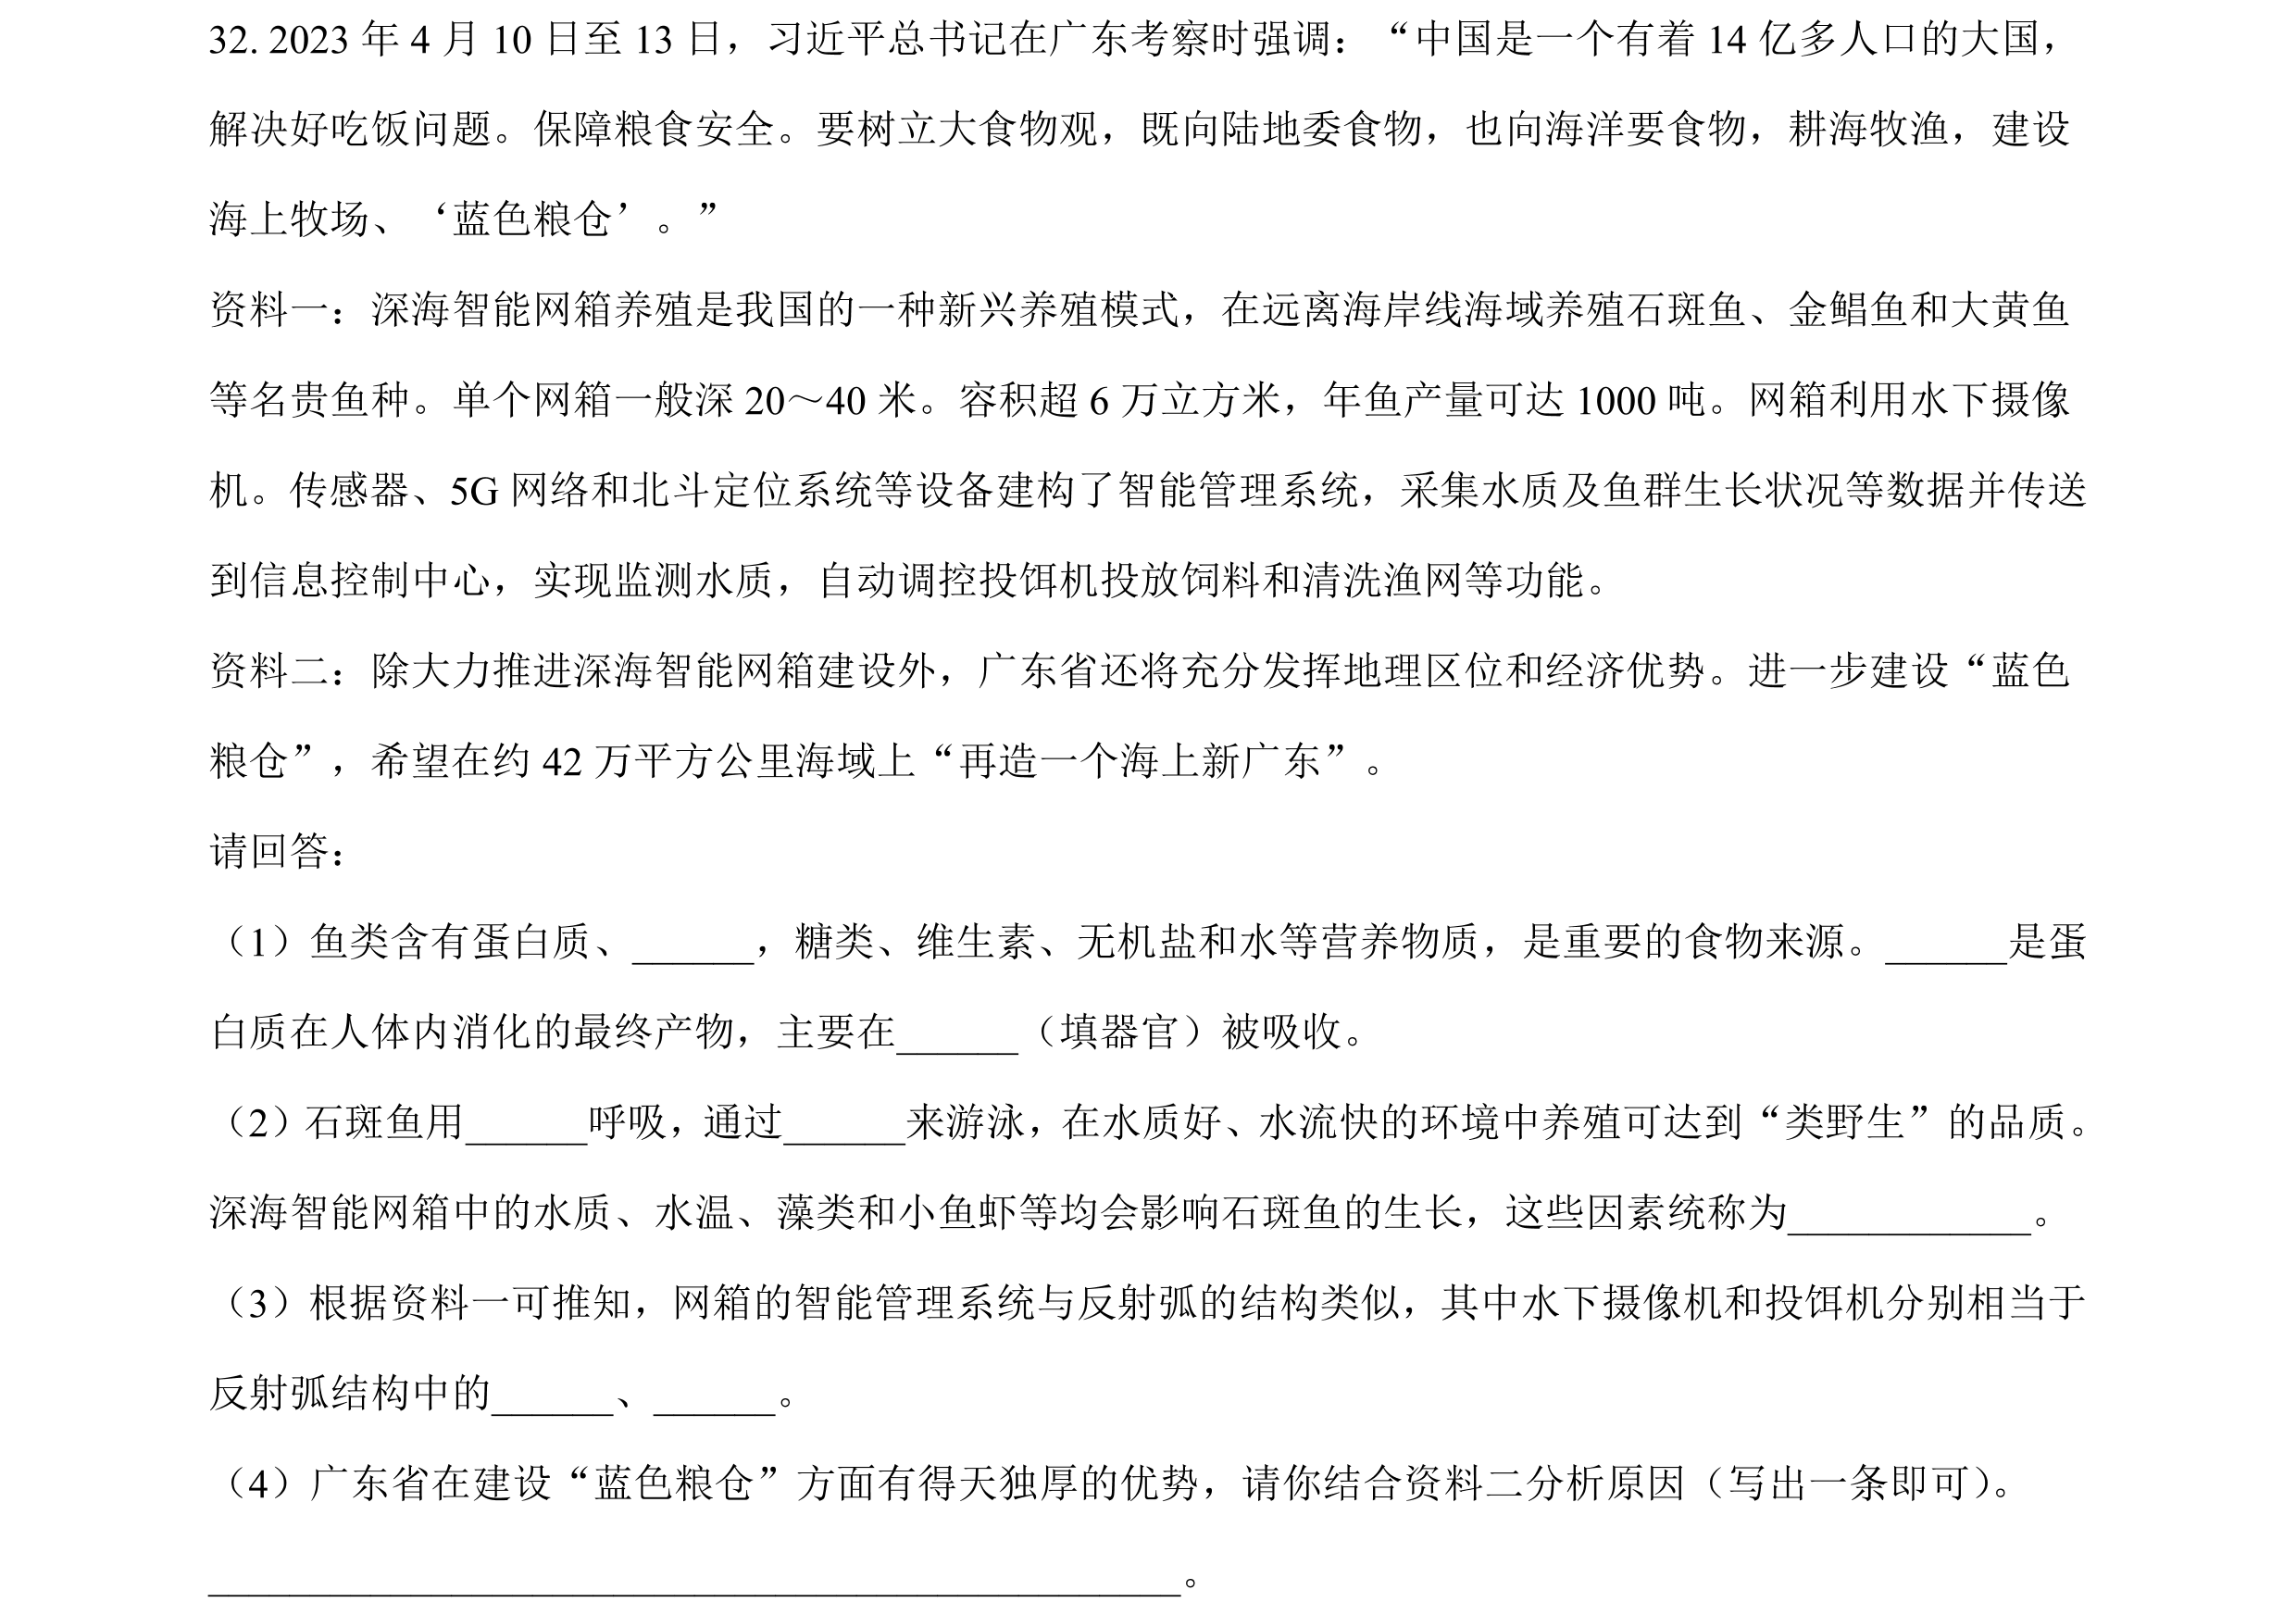 32. 2023 年 4 月 10 日至 13 日，习近平总书记在广东考察时强调：“中国是一个有着 14 亿多人口的大国，
解决好吃饭问题。保障粮食安全。要树立大食物观，既向陆地委食物，也向海洋要食物，耕海牧渔，建设
海上牧场、‘蓝色粮仓’。”
资料一：深海智能网箱养殖是我国的一种新兴养殖模式，在远离海岸线海域养殖石斑鱼、金鲳鱼和大黄鱼
等名贵鱼种。单个网箱一般深 20～40 米。容积超 6 万立方米，年鱼产量可达 1000 吨。网箱利用水下摄像
机。传感器、5G 网络和北斗定位系统等设备建构了智能管理系统，采集水质及鱼群生长状况等数据并传送
到信息控制中心，实现监测水质，自动调控投饵机投放饲料和清洗渔网等功能。
资料二：除大力推进深海智能网箱建设外，广东省还将充分发挥地理区位和经济优势。进一步建设“蓝色
粮仓”，希望在约 42 万平方公里海域上“再造一个海上新广东”。
请回答：
（1）鱼类含有蛋白质、______，糖类、维生素、无机盐和水等营养物质，是重要的食物来源。______是蛋
白质在人体内消化的最终产物，主要在______（填器官）被吸收。
（2）石斑鱼用______呼吸，通过______来游泳，在水质好、水流快的环境中养殖可达到“类野生”的品质。
深海智能网箱中的水质、水温、藻类和小鱼虾等均会影响石斑鱼的生长，这些因素统称为____________。
（3）根据资料一可推知，网箱的智能管理系统与反射弧的结构类似，其中水下摄像机和投饵机分别相当于
反射弧结构中的______、______。
（4）广东省在建设“蓝色粮仓”方面有得天独厚的优势，请你结合资料二分析原因（写出一条即可）。
________________________________________________。